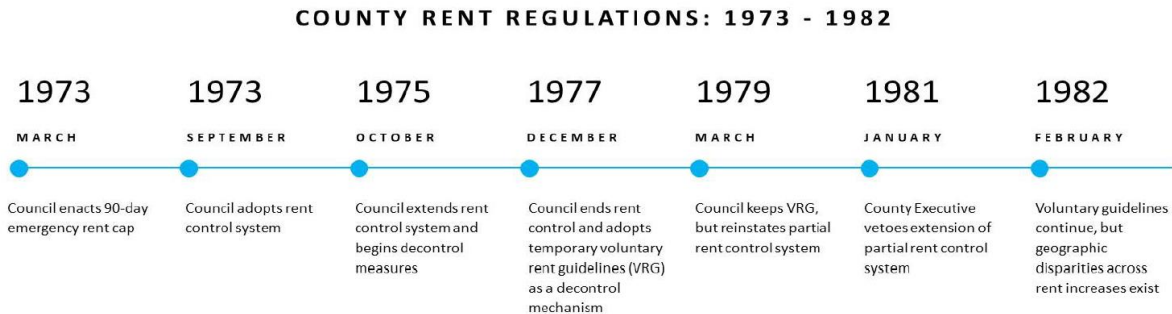 COUNTY RENT REGULATIONS: 1973 - 1982
1973
MARCH
Council enacts 90-day
emergency rent cap
1973
SEPTEMBER
Council adopts rent
control system
1975
OCTOBER
Council extends rent
control system and
begins decontrol
measures
1977
DECEMBER
Council ends rent
control and adopts
temporary voluntary
rent guidelines (VRG)
as a decontrol
mechanism
1979
MARCH
Council keeps VRG,
but reinstates partial
rent control system
1981
JANUARY
County Executive
vetoes extension of
partial rent control
system
1982
FEBRUARY
Voluntary guidelines
continue, but
geographic
disparities across
rent increases exist